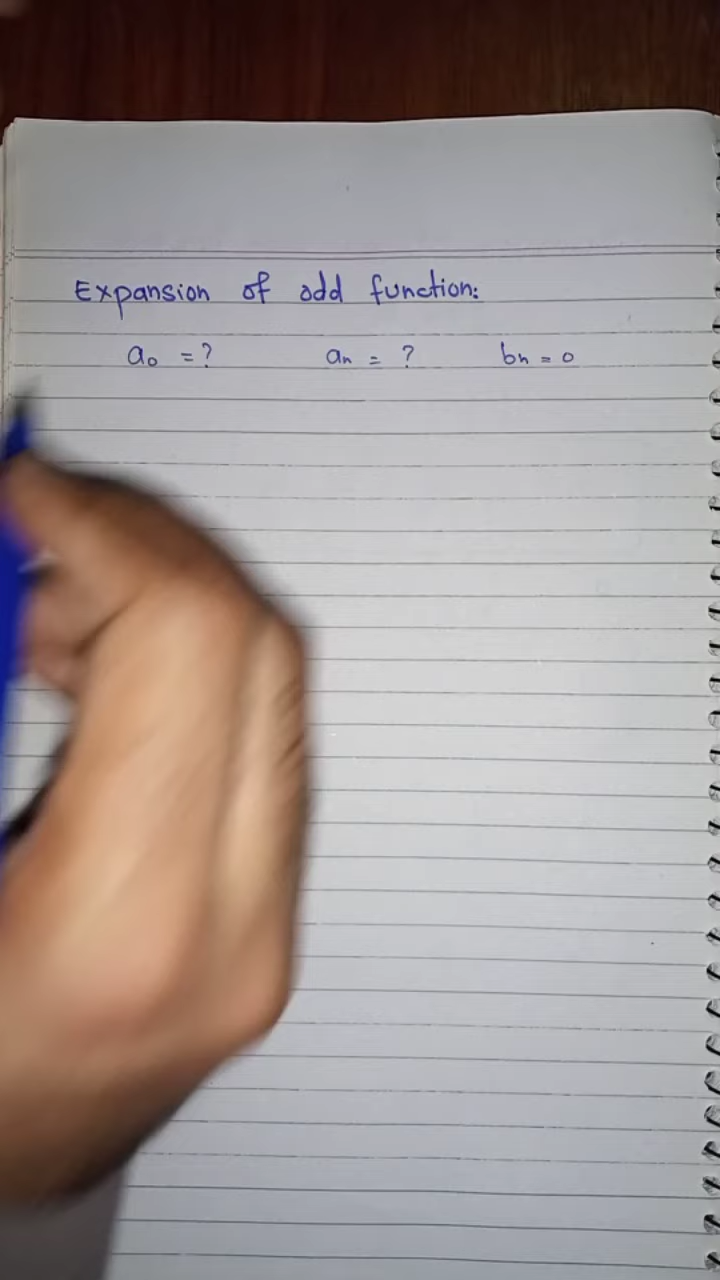 Expansion of odd function:
a₀ = ? aₙ = ? bₙ = 0